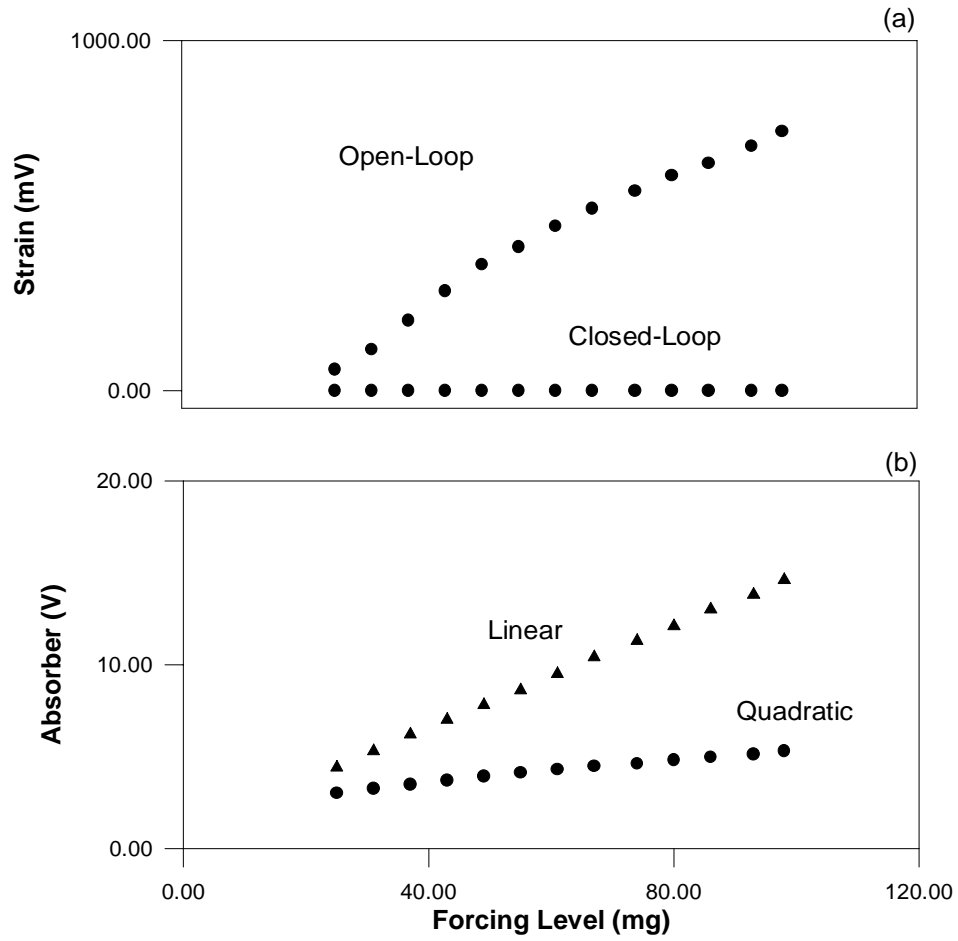 (a)
1000.00
Open-Loop
Strain (mV)
Closed-Loop
0.00
(b)
20.00
Linear
Absorber (V)
10.00
Quadratic
0.00
0.00 40.00 80.00 120.00
Forcing Level (mg)